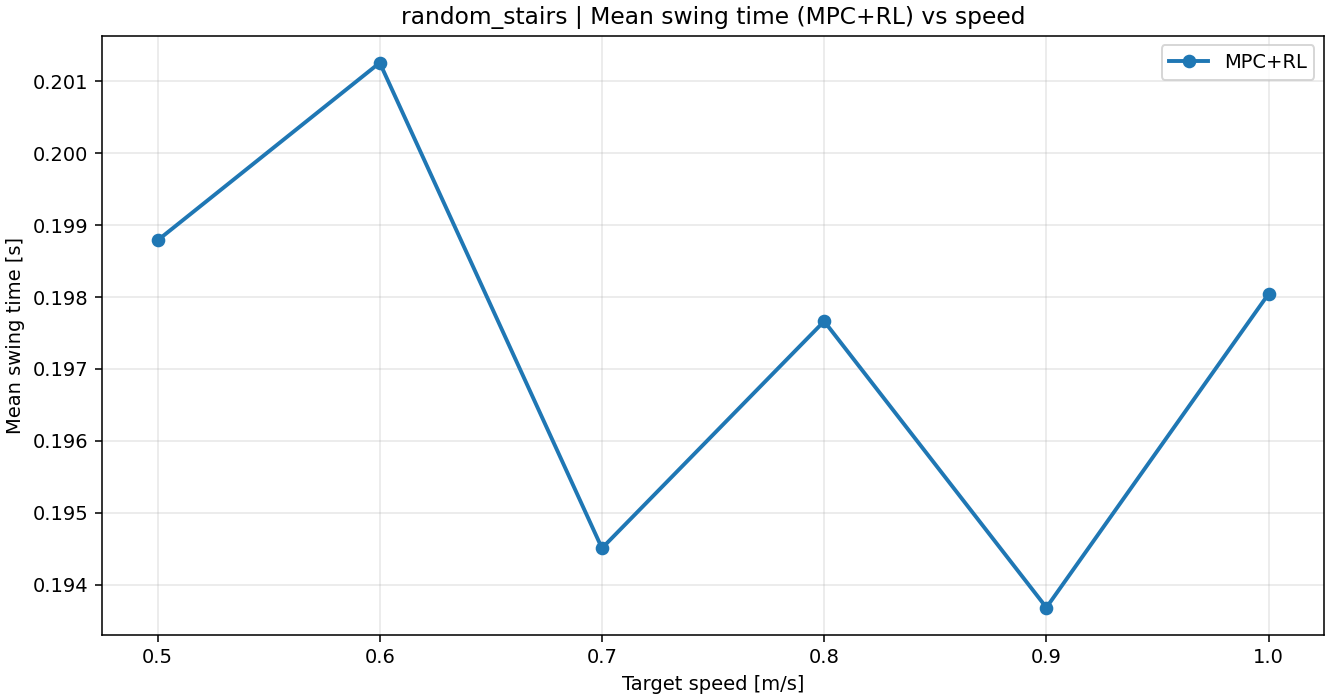 random_stairs | Mean swing time (MPC+RL) vs speed
MPC+RL
Mean swing time [s]
0.201
0.200
0.199
0.198
0.197
0.196
0.195
0.194
0.5 0.6 0.7 0.8 0.9 1.0
Target speed [m/s]